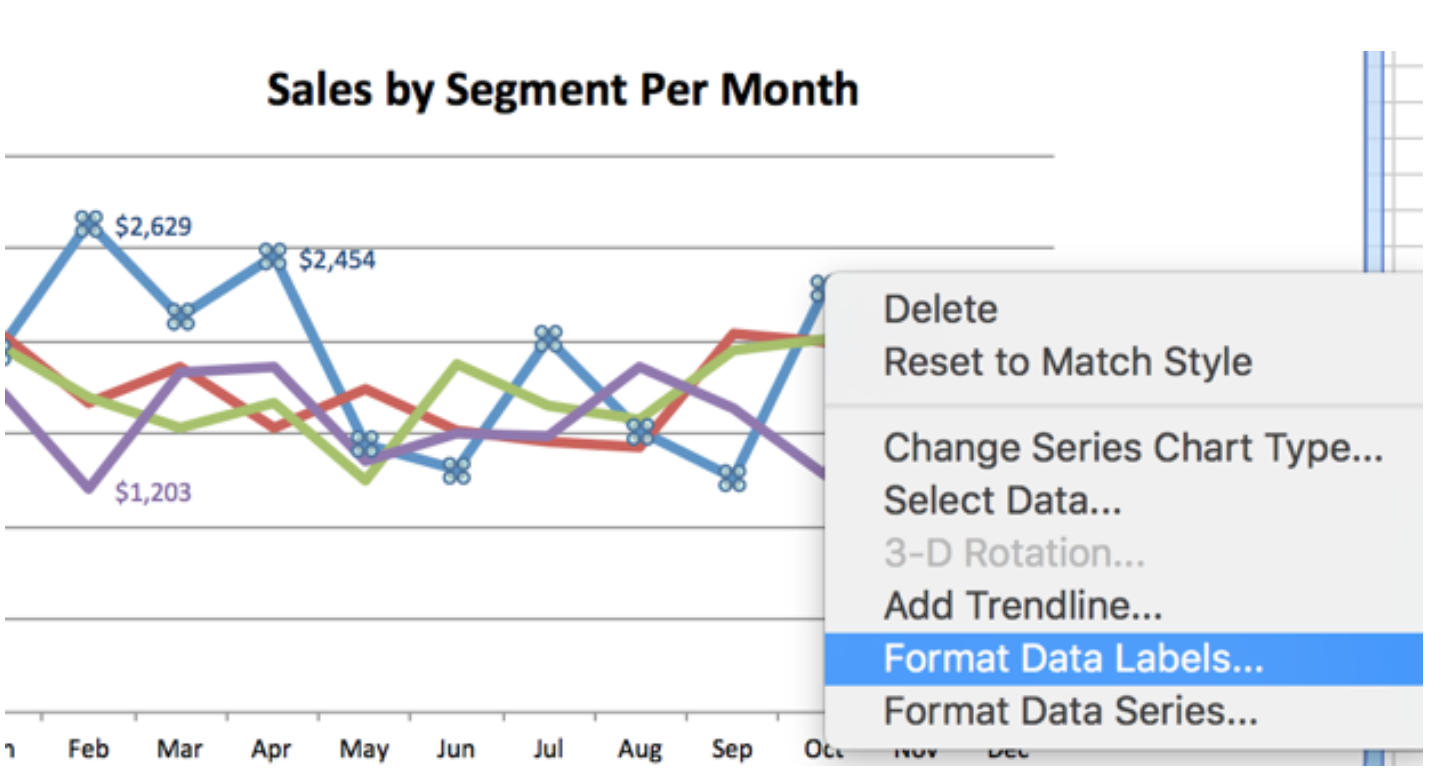 Sales by Segment Per Month
$2,629
$2,454
$1,203
Delete
Reset to Match Style
Change Series Chart Type...
Select Data...
3-D Rotation...
Add Trendline...
Format Data Labels...
Format Data Series...
Feb Mar Apr May Jun Jul Aug Sep Oct Nov Dec